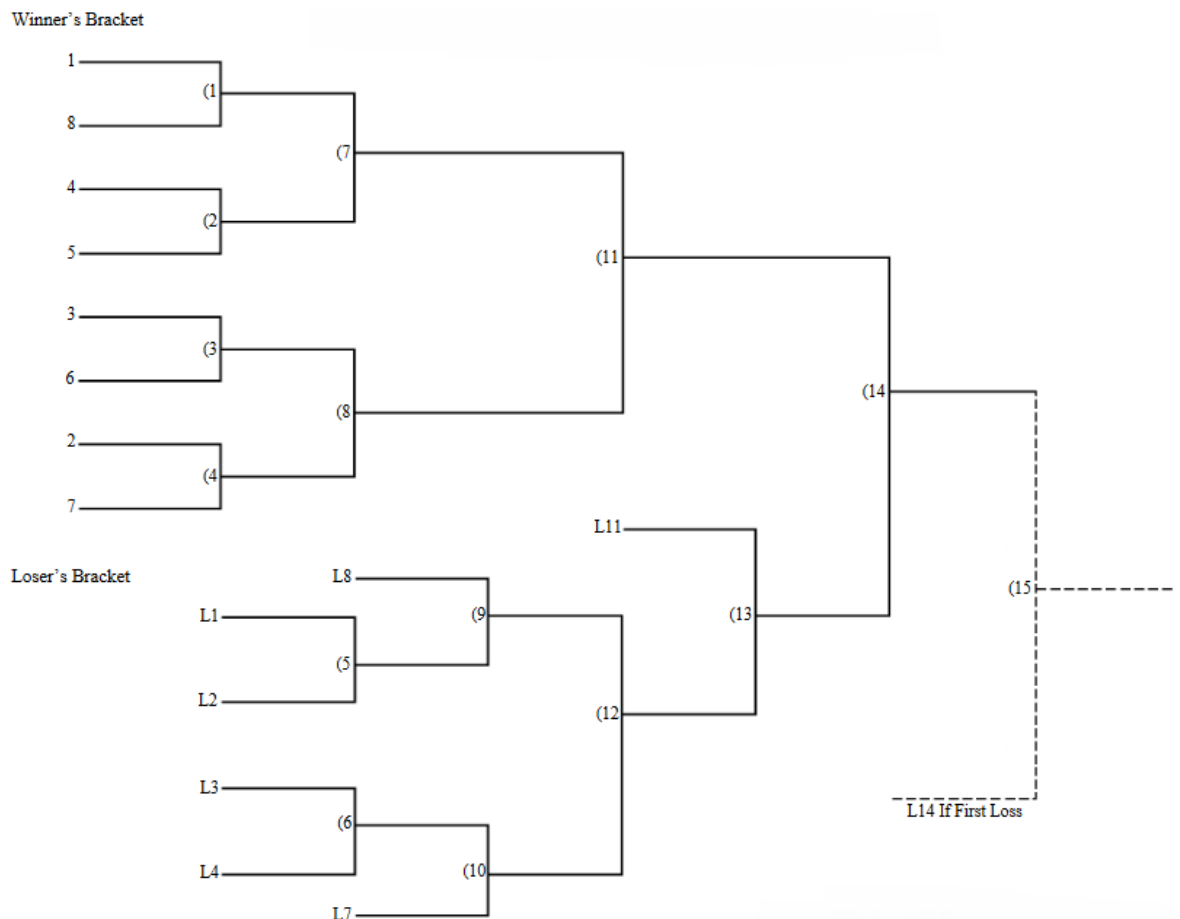 Winner's Bracket
1
(1
8
(7
4
(2
5
(11
3
(3
6
(8
(14
2
(4
7
L11
Loser's Bracket
L8
(15
L1
(9
(13
(5
L2
(12
L3
L14 If First Loss
(6
L4
(10
L7